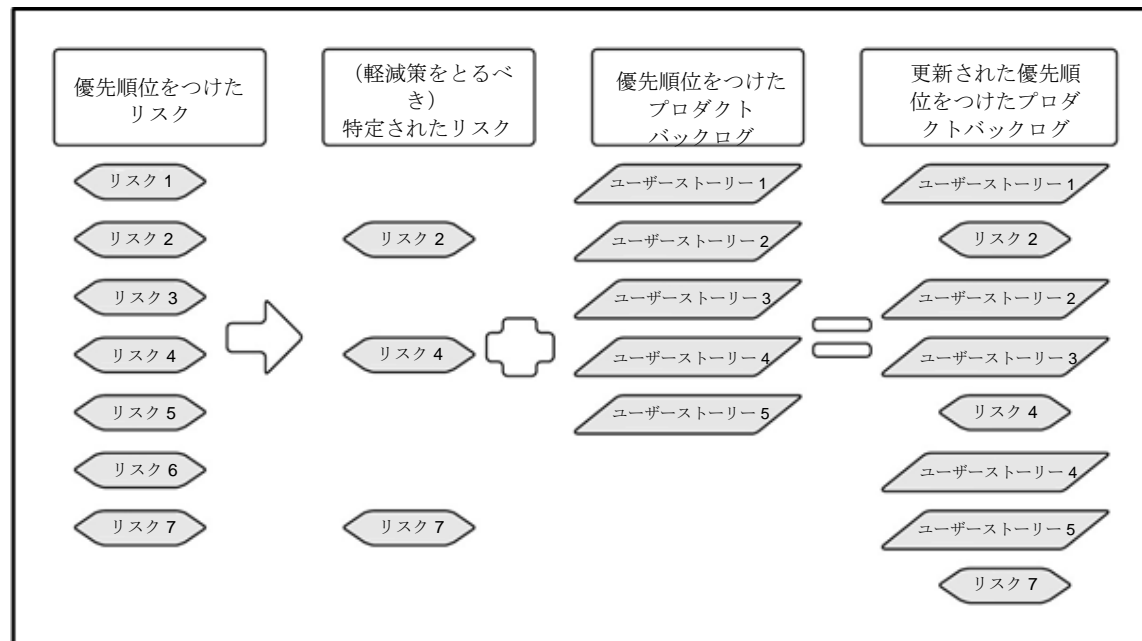 優先順位をつけた
リスク
リスク 1
リスク 2
リスク 3
リスク 4
リスク 5
リスク 6
リスク 7
（軽減策をとるべ
き）
特定されたリスク
リスク 2
リスク 4
リスク 7
優先順位をつけた
プロダクト
バックログ
ユーザーストーリー 1
ユーザーストーリー 2
ユーザーストーリー 3
ユーザーストーリー 4
ユーザーストーリー 5
更新された優先順
位をつけたプロダ
クトバックログ
ユーザーストーリー 1
リスク 2
ユーザーストーリー 2
ユーザーストーリー 3
リスク 4
ユーザーストーリー 4
ユーザーストーリー 5
リスク 7